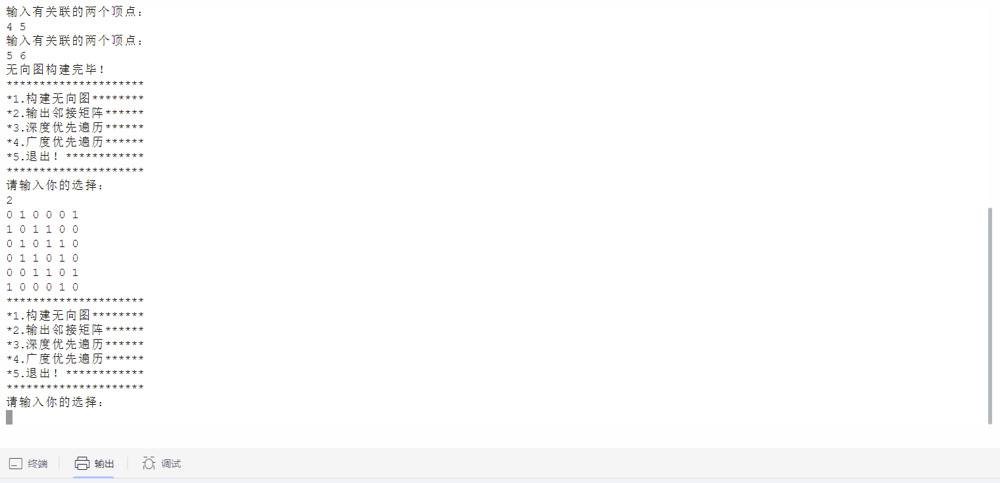 输入有关联的两个顶点:
4 5
输入有关联的两个顶点:
5 6
无向图构建完毕!
*********************
*1.构建无向图********
*2.输出邻接矩阵******
*3.深度优先遍历******
*4.广度优先遍历******
*5.退出! ************
*********************
请输入你的选择:
2
0 1 0 0 0 1
1 0 1 1 0 0
0 1 0 1 1 0
0 1 1 0 1 0
0 0 1 1 0 1
1 0 0 0 1 0
*********************
*1.构建无向图********
*2.输出邻接矩阵******
*3.深度优先遍历******
*4.广度优先遍历******
*5.退出! ************
*********************
请输入你的选择:
终端 输出 调试